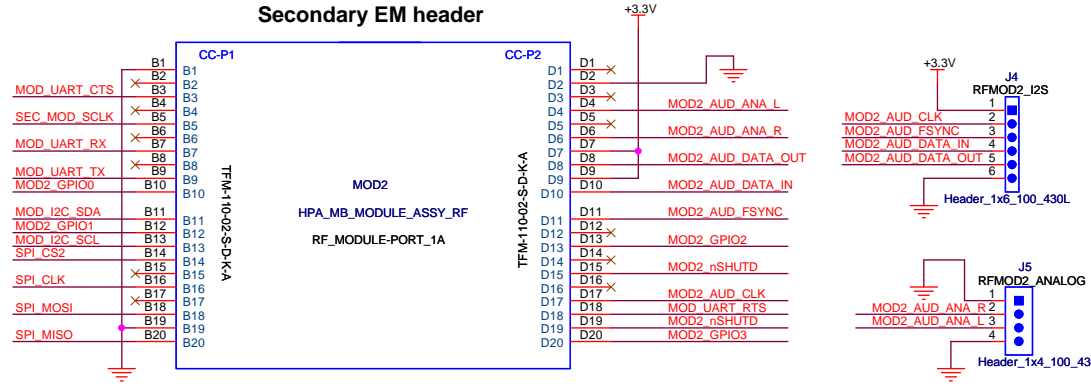 Secondary EM header
+3.3V
CC-P1
CC-P2
B1 B1 D1 D1
B2 B2 D2 D2
MOD_UART_CTS B3 B3 D3 D3
B4 B4 D4 D4 MOD2_AUD_ANA_L
SEC_MOD_SCLK B5 B5 D5 D5
B6 B6 D6 D6 MOD2_AUD_ANA_R
MOD_UART_RX B7 B7 D7 D7
B8 B8 D8 D8 MOD2_AUD_DATA_OUT
MOD_UART_TX B9 B9 D9 D9
MOD2_GPIO0 B10 B10 D10 D10 MOD2_AUD_DATA_IN
MOD_I2C_SDA B11 B11 D11 D11 MOD2_AUD_FSYNC
MOD2_GPIO1 B12 B12 D12 D12
MOD_I2C_SCL B13 B13 D13 D13 MOD2_GPIO2
SPI_CS2 B14 B14 D14 D14
B15 B15 D15 D15 MOD2_nSHUTD
SPI_CLK B16 B16 D16 D16
B17 B17 D17 D17 MOD2_AUD_CLK
SPI_MOSI B18 B18 D18 D18 MOD_UART_RTS
B19 B19 D19 D19 MOD2_nSHUTD
SPI_MISO B20 B20 D20 D20 MOD2_GPIO3
TFM-110-02-S-D-K-A
MOD2
HPA_MB_MODULE_ASSY_RF
RF_MODULE-PORT_1A
TFM-110-02-S-D-K-A
+3.3V
J4
RFMOD2_I2S
1
MOD2_AUD_CLK 2
MOD2_AUD_FSYNC 3
MOD2_AUD_DATA_IN 4
MOD2_AUD_DATA_OUT 5
6
Header_1x6_100_430L
J5
RFMOD2_ANALOG
1
MOD2_AUD_ANA_R 2
MOD2_AUD_ANA_L 3
4
Header_1x4_100_43